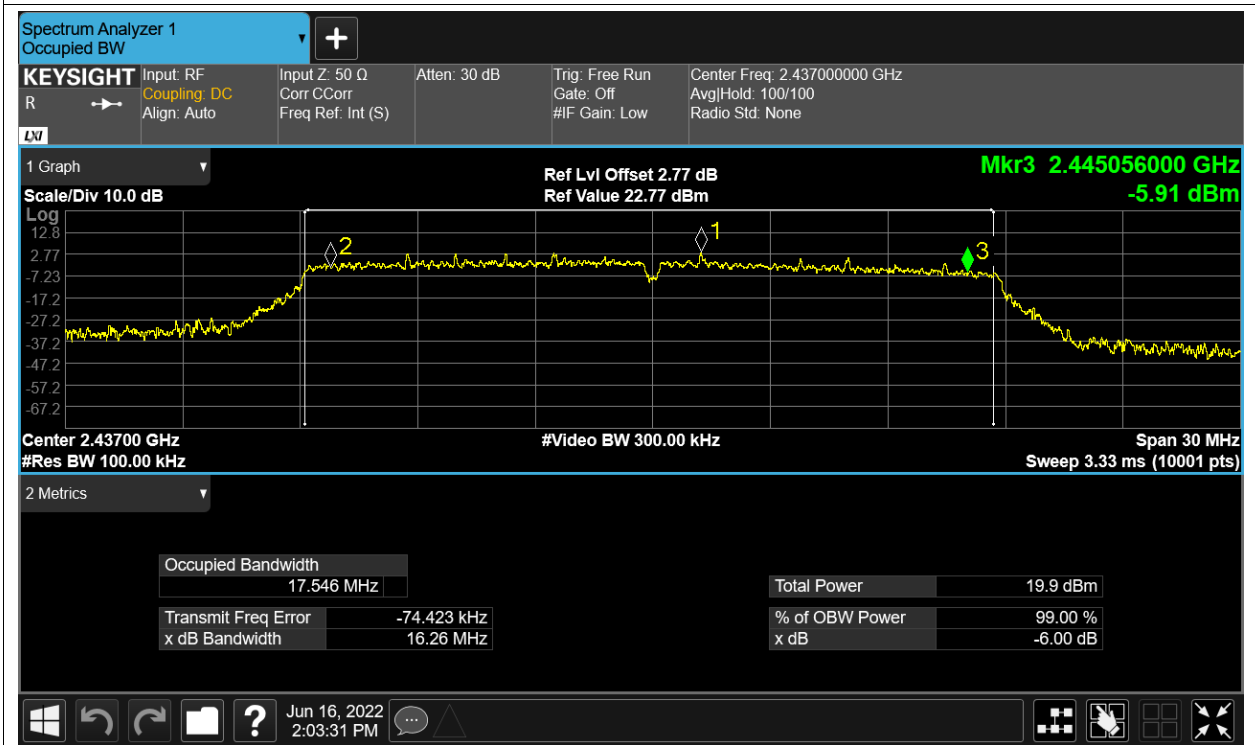 Spectrum Analyzer 1
Occupied BW
KEYSIGHT
R
LXI
Input: RF
Coupling: DC
Align: Auto
Input Z: 50 Ω
Corr CCorr
Freq Ref: Int (S)
Atten: 30 dB
Trig: Free Run
Gate: Off
#IF Gain: Low
Center Freq: 2.437000000 GHz
Avg|Hold: 100/100
Radio Std: None
1 Graph
Scale/Div 10.0 dB
Ref Lvl Offset 2.77 dB
Ref Value 22.77 dBm
Mkr3 2.445056000 GHz
-5.91 dBm
Log
12.8
2.77
-7.23
-17.2
-27.2
-37.2
-47.2
-57.2
-67.2
2
1
3
Center 2.43700 GHz
#Video BW 300.00 kHz
Span 30 MHz
#Res BW 100.00 kHz
Sweep 3.33 ms (10001 pts)
2 Metrics
Occupied Bandwidth
17.546 MHz
Total Power 19.9 dBm
Transmit Freq Error -74.423 kHz
% of OBW Power 99.00 %
x dB Bandwidth 16.26 MHz
x dB -6.00 dB
?
Jun 16, 2022
2:03:31 PM